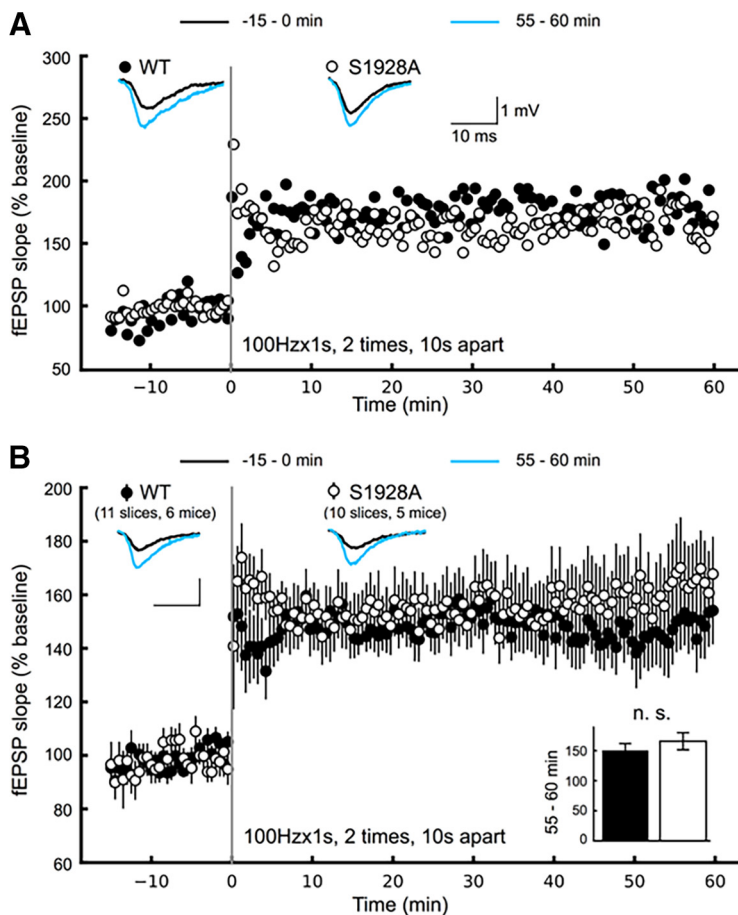 A
-15 - 0 min 55 - 60 min
WT S1928A
1 mV
10 ms
fEPSP slope (% baseline)
300
250
200
150
100
50
100Hzx1s, 2 times, 10s apart
−10 0 10 20 30 40 50 60
Time (min)
B
-15 - 0 min 55 - 60 min
WT S1928A
(11 slices, 6 mice) (10 slices, 5 mice)
fEPSP slope (% baseline)
200
180
160
140
120
100
80
60
n. s.
55 - 60 min
150
100
50
0
100Hzx1s, 2 times, 10s apart
−10 0 10 20 30 40 50 60
Time (min)